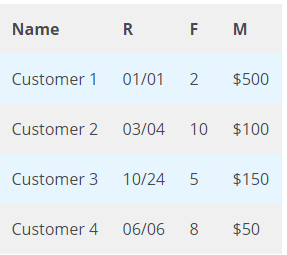 Name R F M
Customer 1 01/01 2 $500
Customer 2 03/04 10 $100
Customer 3 10/24 5 $150
Customer 4 06/06 8 $50